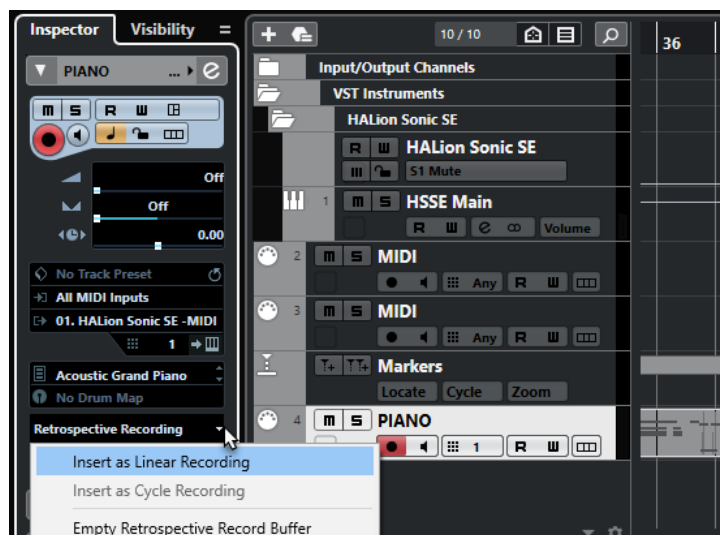 Inspector Visibility
PIANO ...
m S R W
Off
Off
0.00
No Track Preset
All MIDI Inputs
01. HALion Sonic SE -MIDI
1
Acoustic Grand Piano
No Drum Map
Retrospective Recording
Insert as Linear Recording
Insert as Cycle Recording
Empty Retrospective Record Buffer
10 / 10
Input/Output Channels
VST Instruments
HALion Sonic SE
R W HALion Sonic SE
S1 Mute
1 m S HSSE Main
R W e Volume
2 m S MIDI
Any R W
3 m S MIDI
Any R W
Markers
Locate Cycle Zoom
4 m S PIANO
1 R W
36